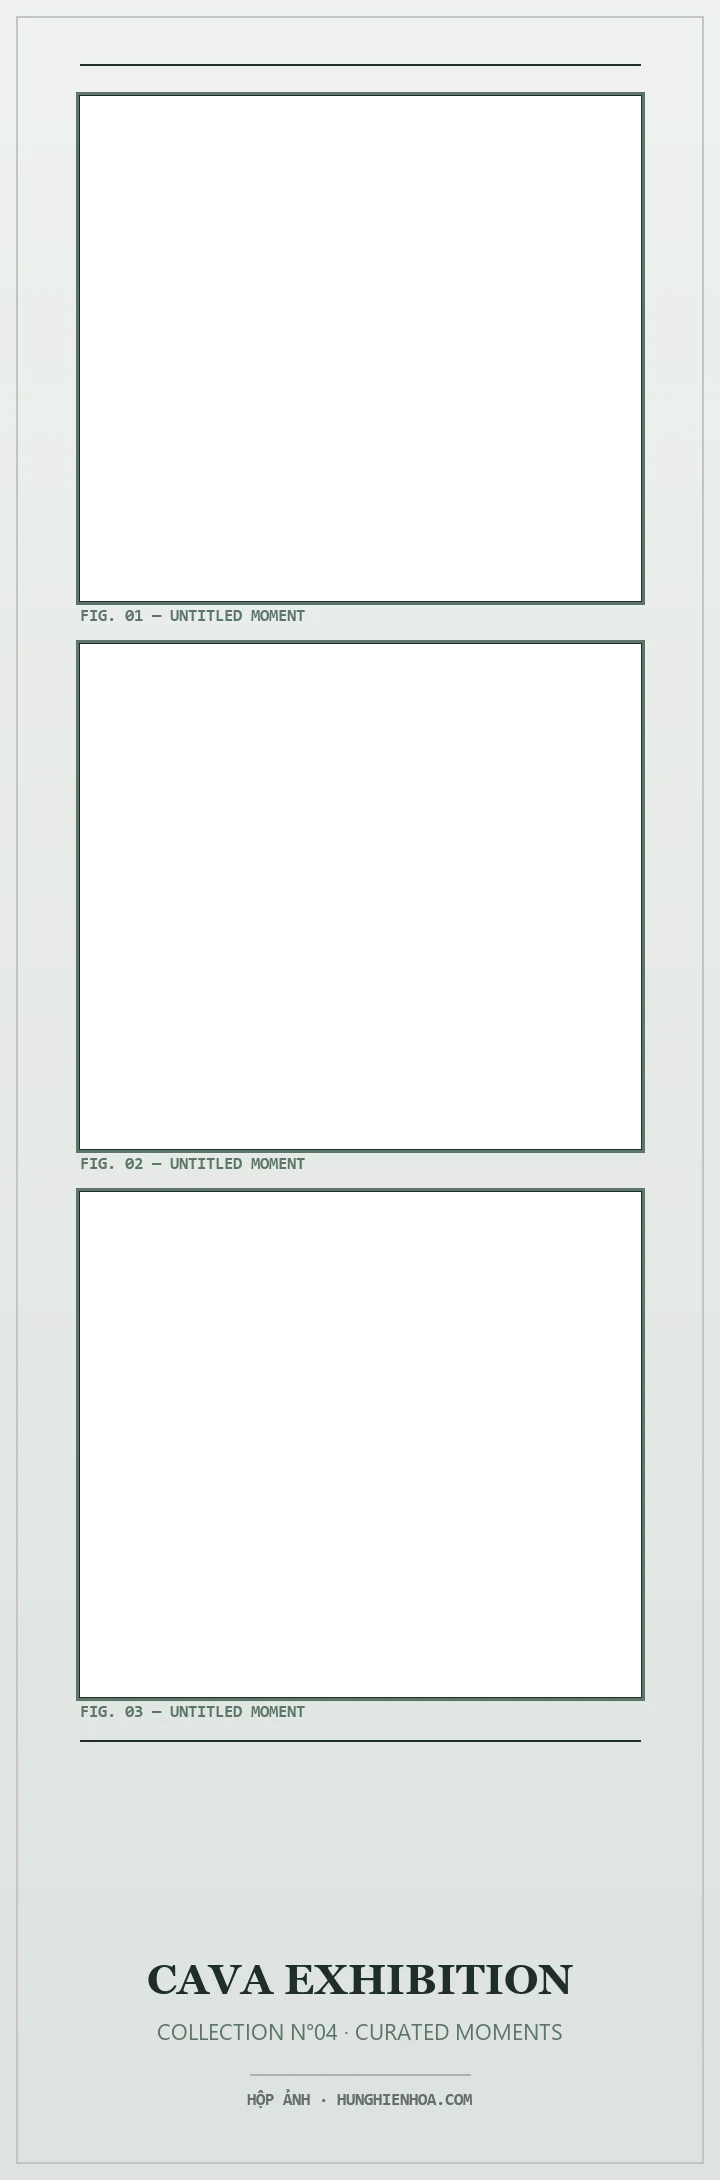 FIG. 01 — UNTITLED MOMENT
FIG. 02 — UNTITLED MOMENT
FIG. 03 — UNTITLED MOMENT
CAVA EXHIBITION
COLLECTION N°04 · CURATED MOMENTS
HỘP ẢNH · HUNGHIENHOA.COM